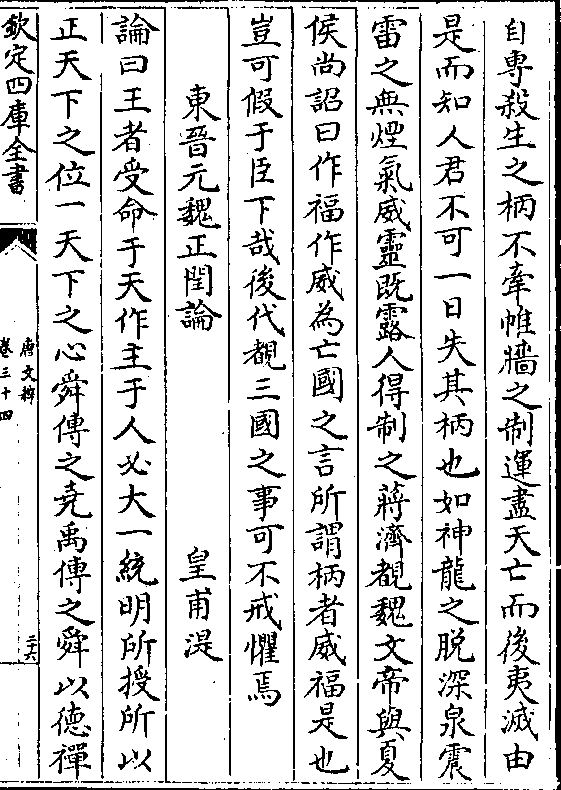 自專殺生之柄不牽帷墻之制運盡天亡而後夷滅由
是而知人君不可一日失其柄也如神龍之脱深泉震
雷之無煙氣威靈既露人得制之蔣濟覩魏文帝與夏
侯尚詔曰作福作威為亡國之言所謂柄者威福是也
豈可假于臣下哉後代覩三國之事可不戒懼焉
東晉元魏正閏論　皇甫湜
論曰王者受命于天作主于人必大一統明所授所以
正天下之位一天下之心舜傳之堯禹傳之舜以德禪
欽定四庫全書
唐文粹
卷三十四
三六